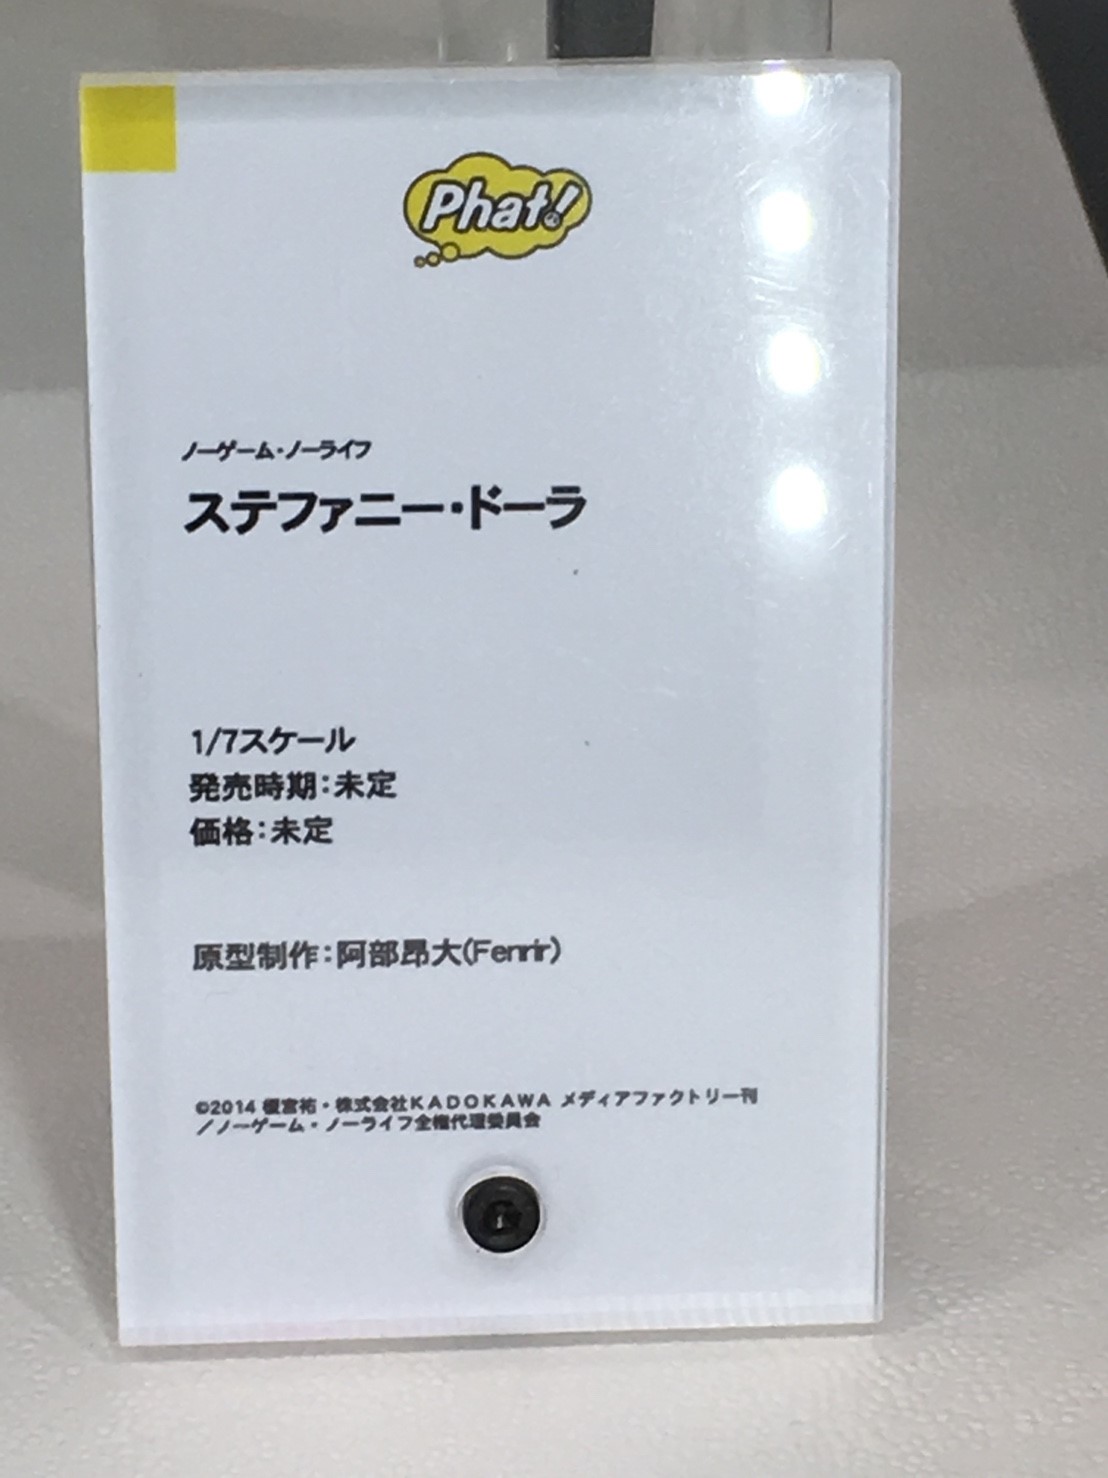 Phat!
ノーゲーム・ノーライフ
ステファニー・ドーラ
1/7スケール
発売時期：未定
価格：未定
原型制作：阿部昂大(Fenrir)
©2014 榎宮祐・株式会社KADOKAWA メディアファクトリー刊
／ノーゲーム・ノーライフ全権代理委員会